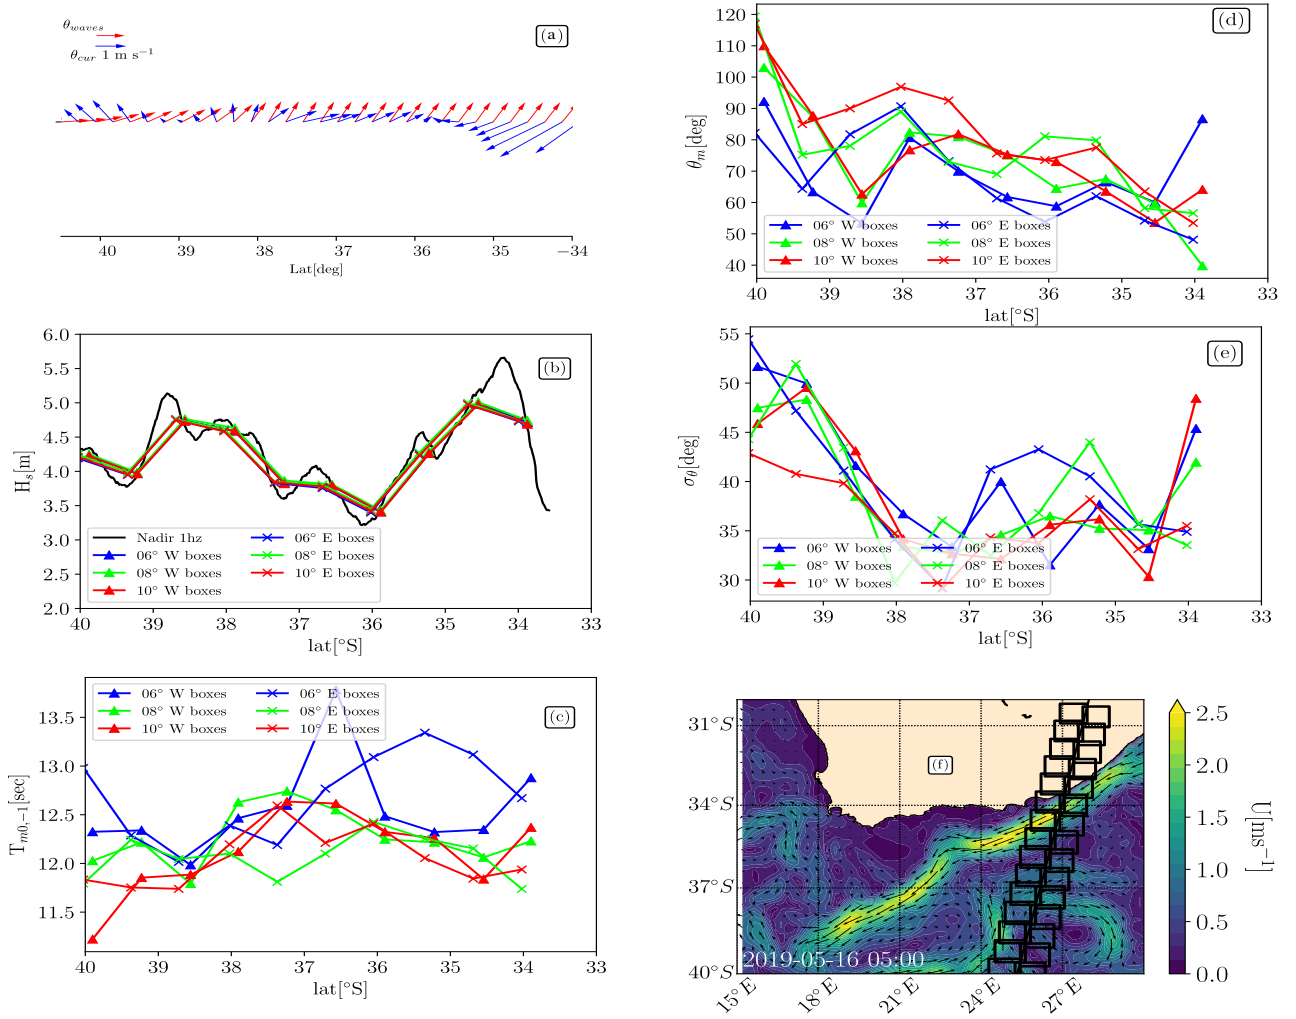 θwaves
θcur 1 m s⁻¹
(a)
40 39 38 37 36 35 −34
Lat[deg]
120
110
100
90
80
70
60
50
40
θm[deg]
(d)
06° W boxes 06° E boxes
08° W boxes 08° E boxes
10° W boxes 10° E boxes
40 39 38 37 36 35 34 33
lat[°S]
6.0
5.5
5.0
4.5
4.0
3.5
3.0
2.5
2.0
Hs[m]
(b)
Nadir 1hz 06° E boxes
06° W boxes 08° E boxes
08° W boxes 10° E boxes
10° W boxes
40 39 38 37 36 35 34 33
lat[°S]
55
50
45
40
35
30
σθ[deg]
(e)
06° W boxes 06° E boxes
08° W boxes 08° E boxes
10° W boxes 10° E boxes
40 39 38 37 36 35 34 33
lat[°S]
06° W boxes 06° E boxes
08° W boxes 08° E boxes
10° W boxes 10° E boxes
(c)
13.5
13.0
12.5
12.0
11.5
Tm0,−1[sec]
40 39 38 37 36 35 34 33
lat[°S]
31°S
34°S
37°S
40°S
(f)
2019-05-16 05:00
15°E 18°E 21°E 24°E 27°E
2.5
2.0
1.5
1.0
0.5
0.0
U[ms⁻¹]